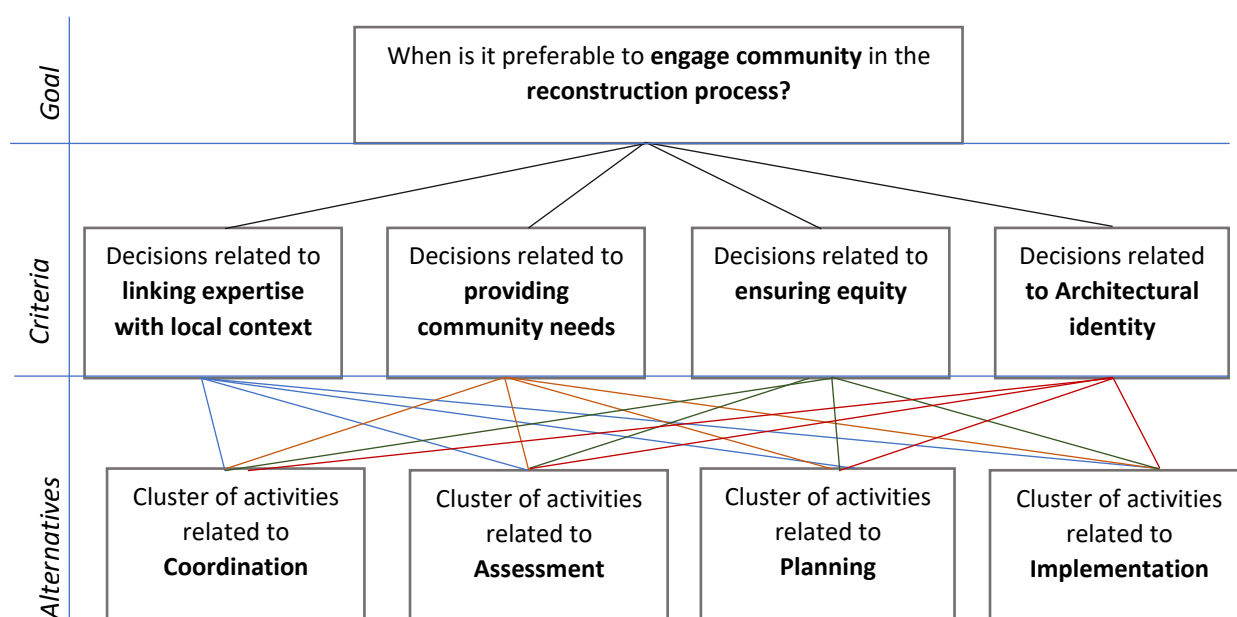 Goal
When is it preferable to engage community in the
reconstruction process?
Criteria
Decisions related to
linking expertise
with local context
Decisions related to
providing
community needs
Decisions related to
ensuring equity
Decisions related
to Architectural
identity
Alternatives
Cluster of activities
related to
Coordination
Cluster of activities
related to
Assessment
Cluster of activities
related to
Planning
Cluster of activities
related to
Implementation